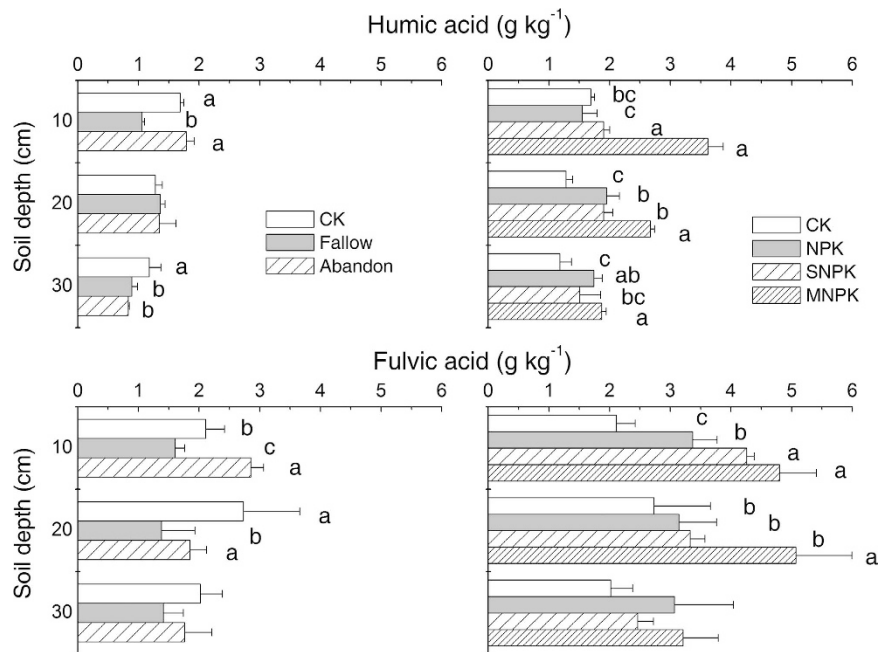 Humic acid (g kg-1)
0 1 2 3 4 5 6 0 1 2 3 4 5 6
Soil depth (cm)
10
20
30
a
b
a
a
b
b
CK
Fallow
Abandon
bc
c
a
a
c
b
b
a
c
ab
bc
a
CK
NPK
SNPK
MNPK
Fulvic acid (g kg-1)
0 1 2 3 4 5 6 0 1 2 3 4 5 6
Soil depth (cm)
10
20
30
b
c
a
a
b
a
c
b
a
a
b
b
b
a